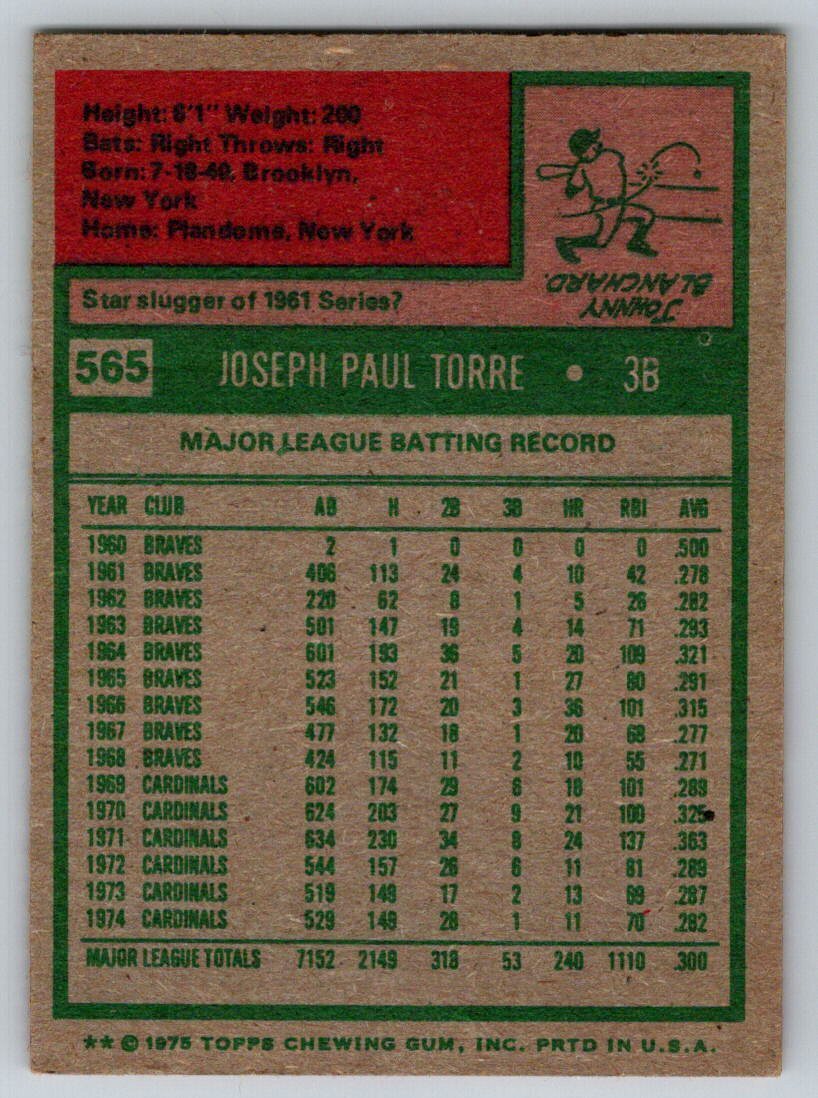 Height: 6'1" Weight: 200
Bats: Right Throws: Right
Born: 7-18-40, Brooklyn,
New York
Home: Plandome, New York
JOHNNY
BLANCHARD.
Star slugger of 1961 Series?
565 JOSEPH PAUL TORRE • 3B
MAJOR LEAGUE BATTING RECORD
YEAR CLUB AB H 2B 3B HR RBI AVG
1960 BRAVES 2 1 0 0 0 0 .500
1961 BRAVES 406 113 24 4 10 42 .278
1962 BRAVES 220 62 8 1 5 26 .282
1963 BRAVES 501 147 19 4 14 71 .293
1964 BRAVES 601 193 36 5 20 109 .321
1965 BRAVES 523 152 21 1 27 80 .291
1966 BRAVES 546 172 20 3 36 101 .315
1967 BRAVES 477 132 18 1 20 68 .277
1968 BRAVES 424 115 11 2 10 55 .271
1969 CARDINALS 602 174 29 6 18 101 .289
1970 CARDINALS 624 203 27 9 21 100 .325
1971 CARDINALS 634 230 34 8 24 137 .363
1972 CARDINALS 544 157 26 6 11 81 .289
1973 CARDINALS 519 149 17 2 13 69 .287
1974 CARDINALS 529 149 28 1 11 70 .282
MAJOR LEAGUE TOTALS 7152 2149 318 53 240 1110 .300
** © 1975 TOPPS CHEWING GUM, INC. PRTD IN U.S.A.